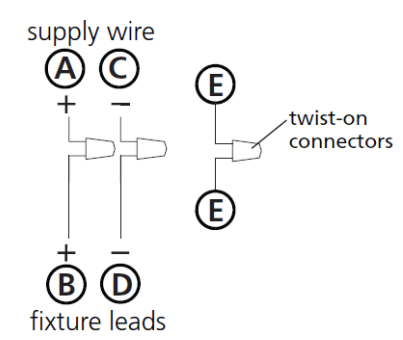 supply wire
A C
+ −
E
twist-on
connectors
E
+ −
B D
fixture leads